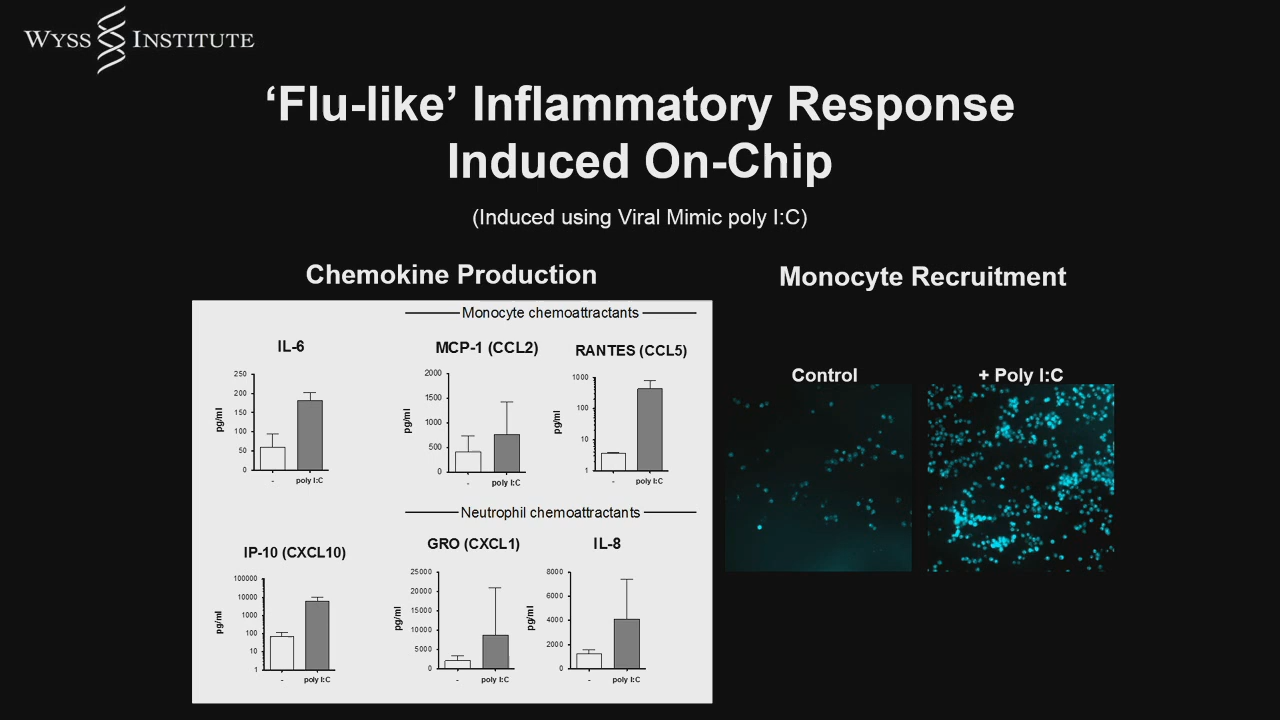 WYSS INSTITUTE
‘Flu-like’ Inflammatory Response
Induced On-Chip
(Induced using Viral Mimic poly I:C)
Chemokine Production
Monocyte chemoattractants
IL-6
250
200
150
100
50
0
pg/ml
-
poly I:C
MCP-1 (CCL2)
2000
1500
1000
500
0
pg/ml
-
poly I:C
RANTES (CCL5)
1000
100
10
1
pg/ml
-
poly I:C
Neutrophil chemoattractants
IP-10 (CXCL10)
100000
10000
1000
100
10
1
pg/ml
-
poly I:C
GRO (CXCL1)
25000
20000
15000
10000
5000
0
pg/ml
-
poly I:C
IL-8
8000
6000
4000
2000
0
pg/ml
-
poly I:C
Monocyte Recruitment
Control
+ Poly I:C